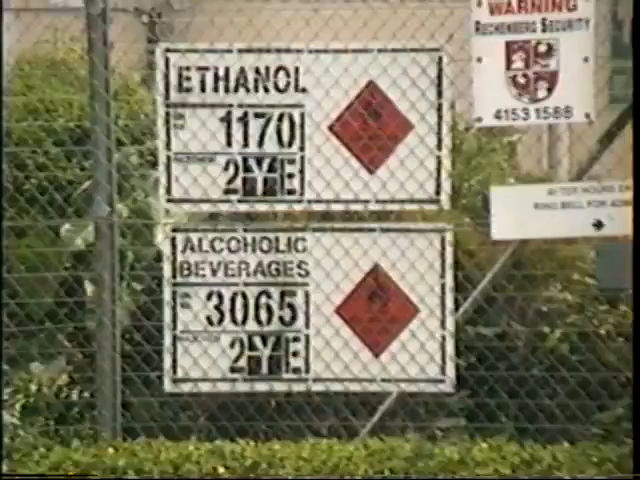 WARNING
RECHENBERG SECURITY
4153 1588
ETHANOL
1170
2YE
AFTER HOURS
RING BELL FOR
ALCOHOLIC
BEVERAGES
3065
2YE